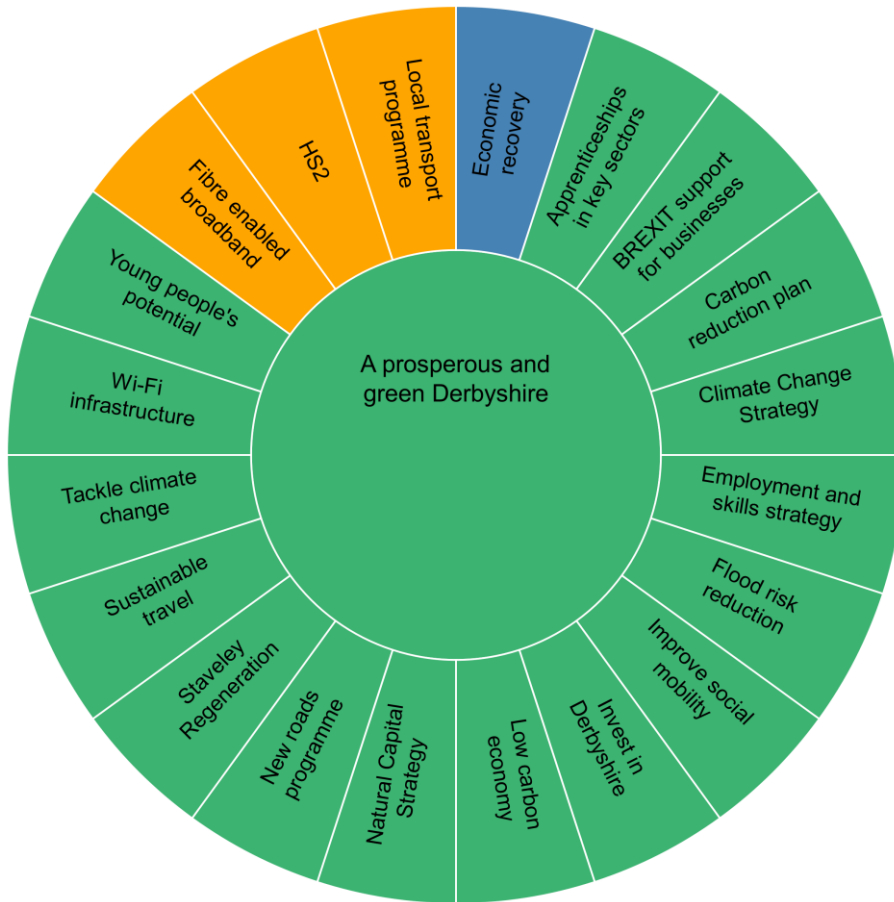 A prosperous and
green Derbyshire
Economic
recovery
Apprenticeships
in key sectors
BREXIT support
for businesses
Carbon
reduction plan
Climate Change
Strategy
Employment and
skills strategy
Flood risk
reduction
Improve social
mobility
Invest in
Derbyshire
Low carbon
economy
Natural Capital
Strategy
New roads
programme
Staveley
Regeneration
Sustainable
travel
Tackle climate
change
Wi-Fi
infrastructure
Young people's
potential
Fibre enabled
broadband
HS2
Local transport
programme